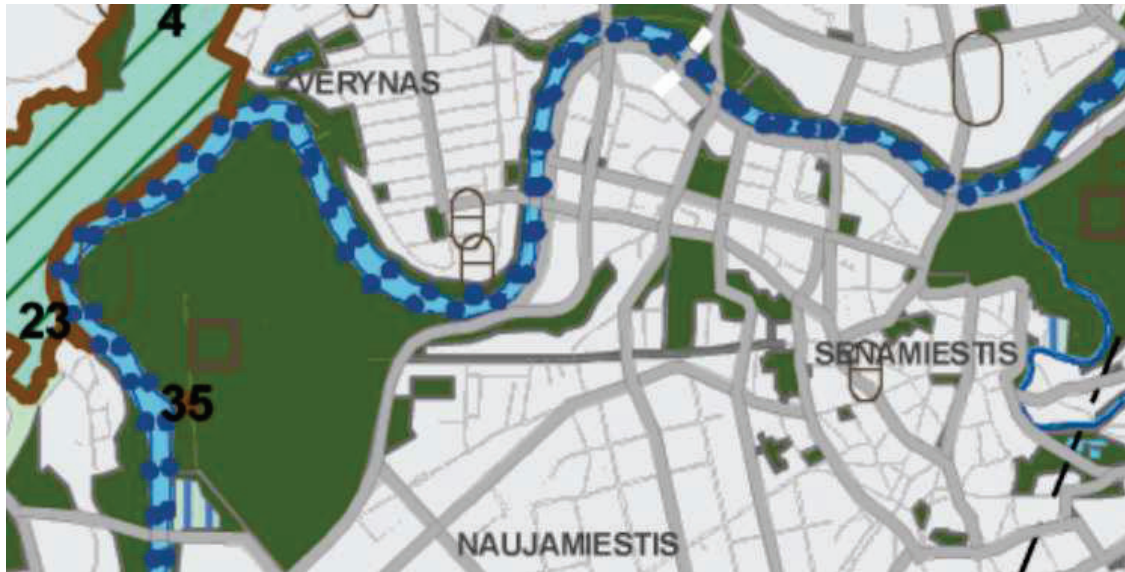 4
ŽVERYNAS
23
SENAMIESTIS
35
NAUJAMIESTIS